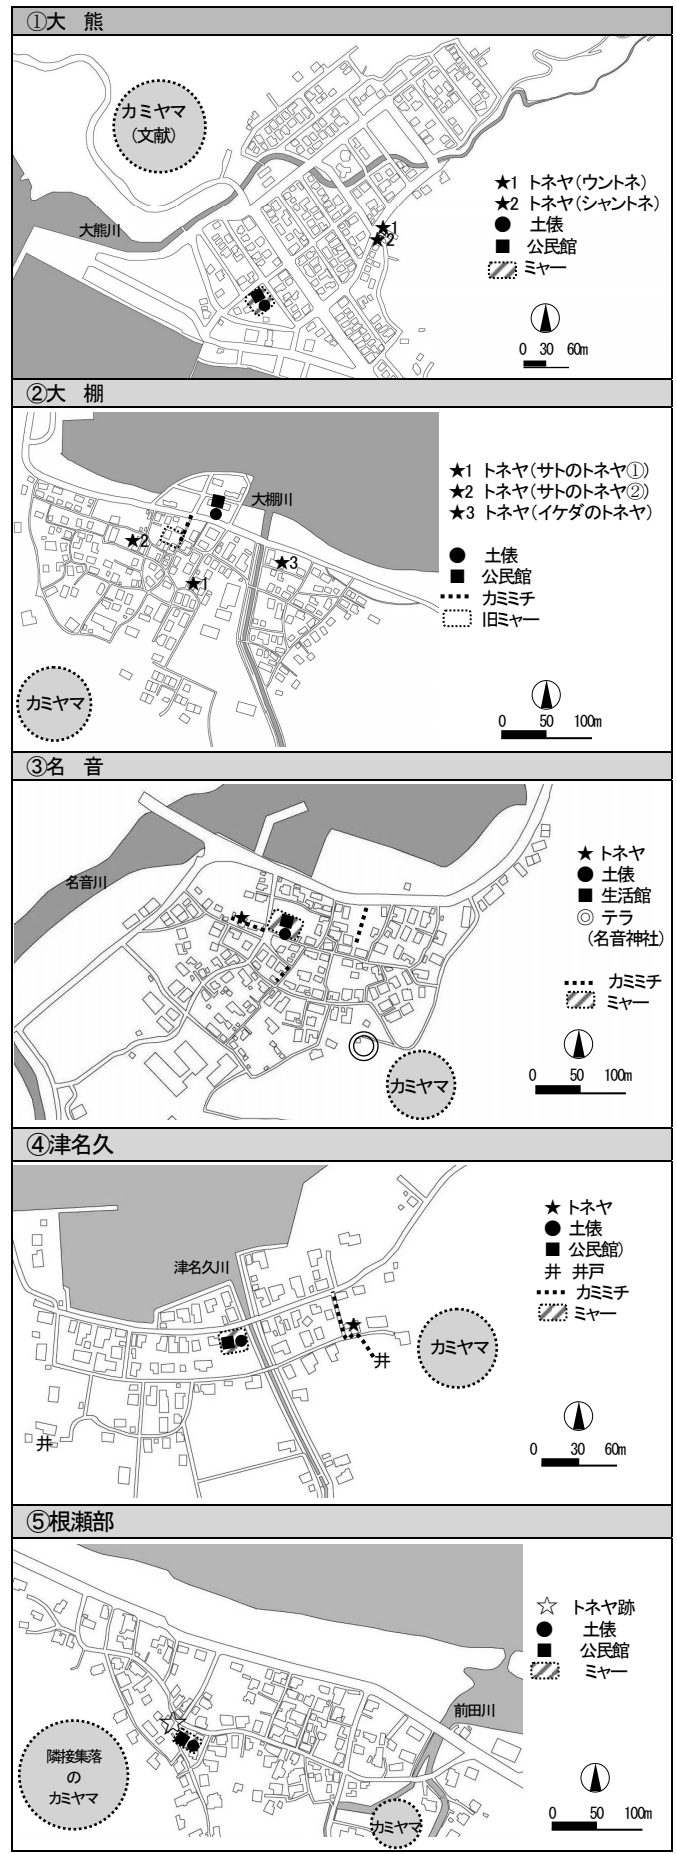 ①大　熊
カミヤマ
（文献）
大熊川
★1
★2
★1 トネヤ（ウントネ）
★2 トネヤ（シャントネ）
● 土俵
■ 公民館
ミャー
0 30 60m
②大　棚
大棚川
★2
★3
★1
カミヤマ
★1 トネヤ（サトのトネヤ①）
★2 トネヤ（サトのトネヤ②）
★3 トネヤ（イケダのトネヤ）
● 土俵
■ 公民館
カミミチ
旧ミャー
0 50 100m
③名　音
名音川
カミヤマ
★ トネヤ
● 土俵
■ 生活館
◎ テラ
（名音神社）
カミミチ
ミャー
0 50 100m
④津名久
津名久川
カミヤマ
井
井
★ トネヤ
● 土俵
■ 公民館）
井 井戸
カミミチ
ミャー
0 30 60m
⑤根瀬部
前田川
隣接集落
の
カミヤマ
カミヤマ
☆ トネヤ跡
● 土俵
■ 公民館
ミャー
0 50 100m